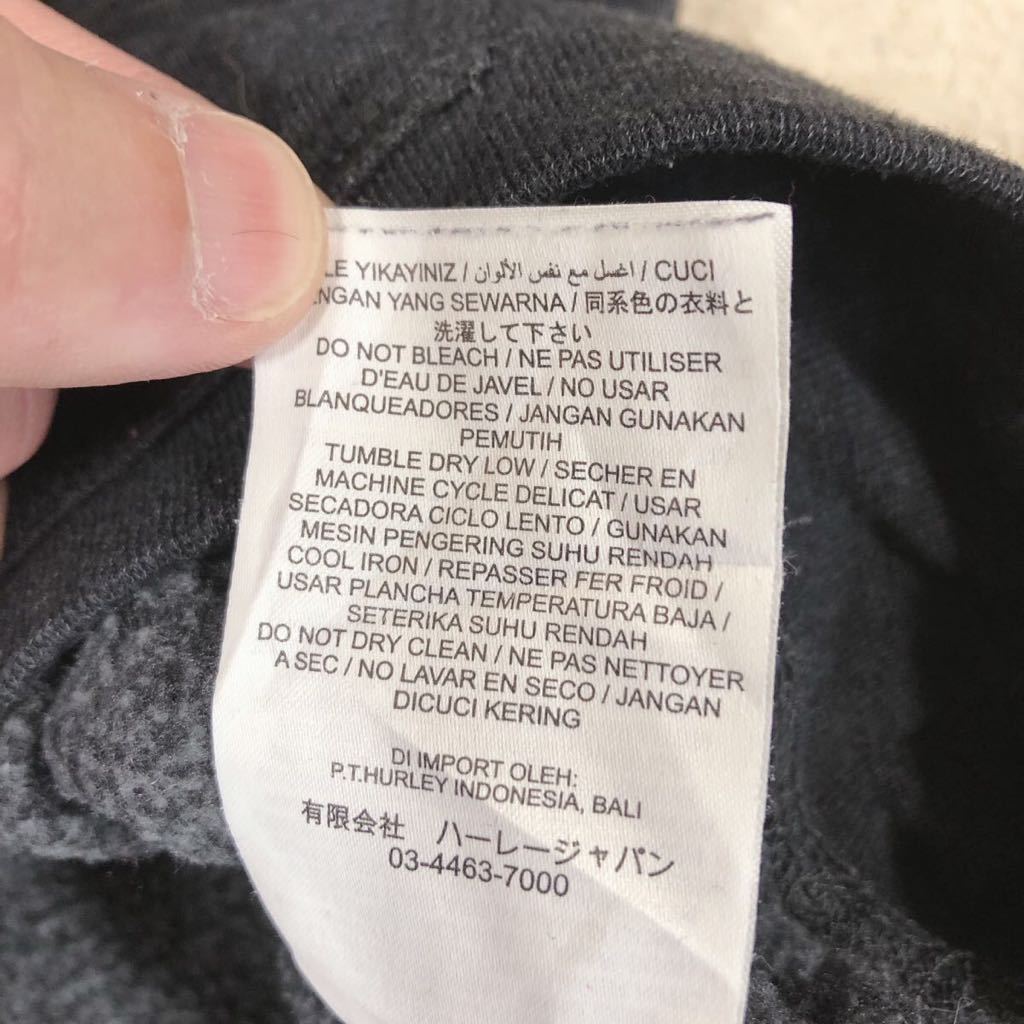 LE YIKAYINIZ / اغسل مع نفس الألوان / CUCI
NGAN YANG SEWARNA / 同系色の衣料と
洗濯して下さい
DO NOT BLEACH / NE PAS UTILISER
D'EAU DE JAVEL / NO USAR
BLANQUEADORES / JANGAN GUNAKAN
PEMUTIH
TUMBLE DRY LOW / SECHER EN
MACHINE CYCLE DELICAT / USAR
SECADORA CICLO LENTO / GUNAKAN
MESIN PENGERING SUHU RENDAH
COOL IRON / REPASSER FER FROID /
USAR PLANCHA TEMPERATURA BAJA /
SETERIKA SUHU RENDAH
DO NOT DRY CLEAN / NE PAS NETTOYER
A SEC / NO LAVAR EN SECO / JANGAN
DICUCI KERING
DI IMPORT OLEH:
P.T.HURLEY INDONESIA, BALI
有限会社 ハーレージャパン
03-4463-7000